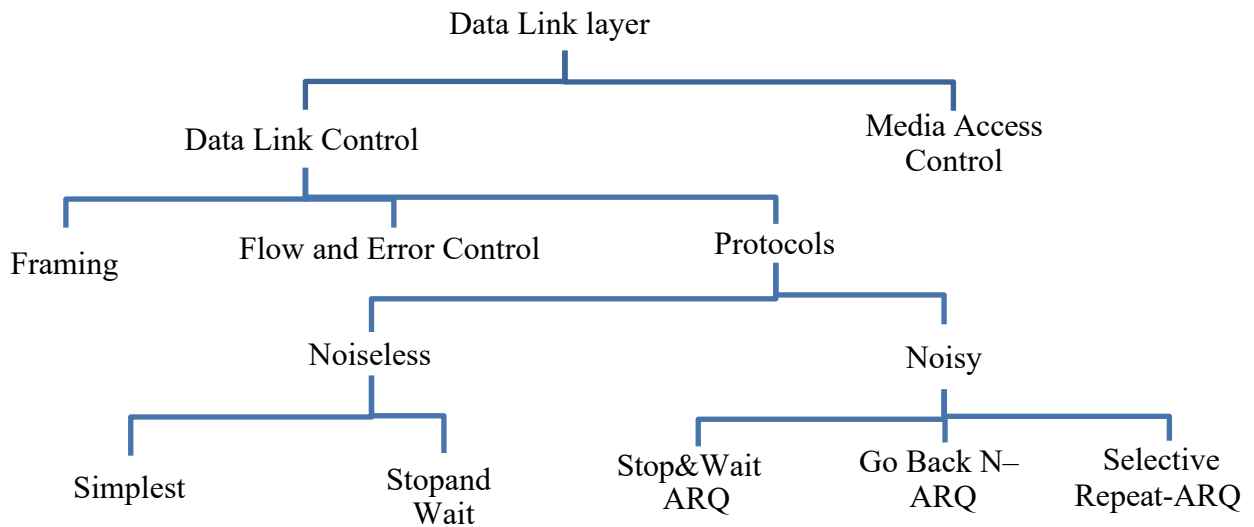 Data Link layer
Data Link Control
Media Access
Control
Framing
Flow and Error Control
Protocols
Noiseless
Noisy
Simplest
Stopand
Wait
Stop&Wait
ARQ
Go Back N–
ARQ
Selective
Repeat-ARQ